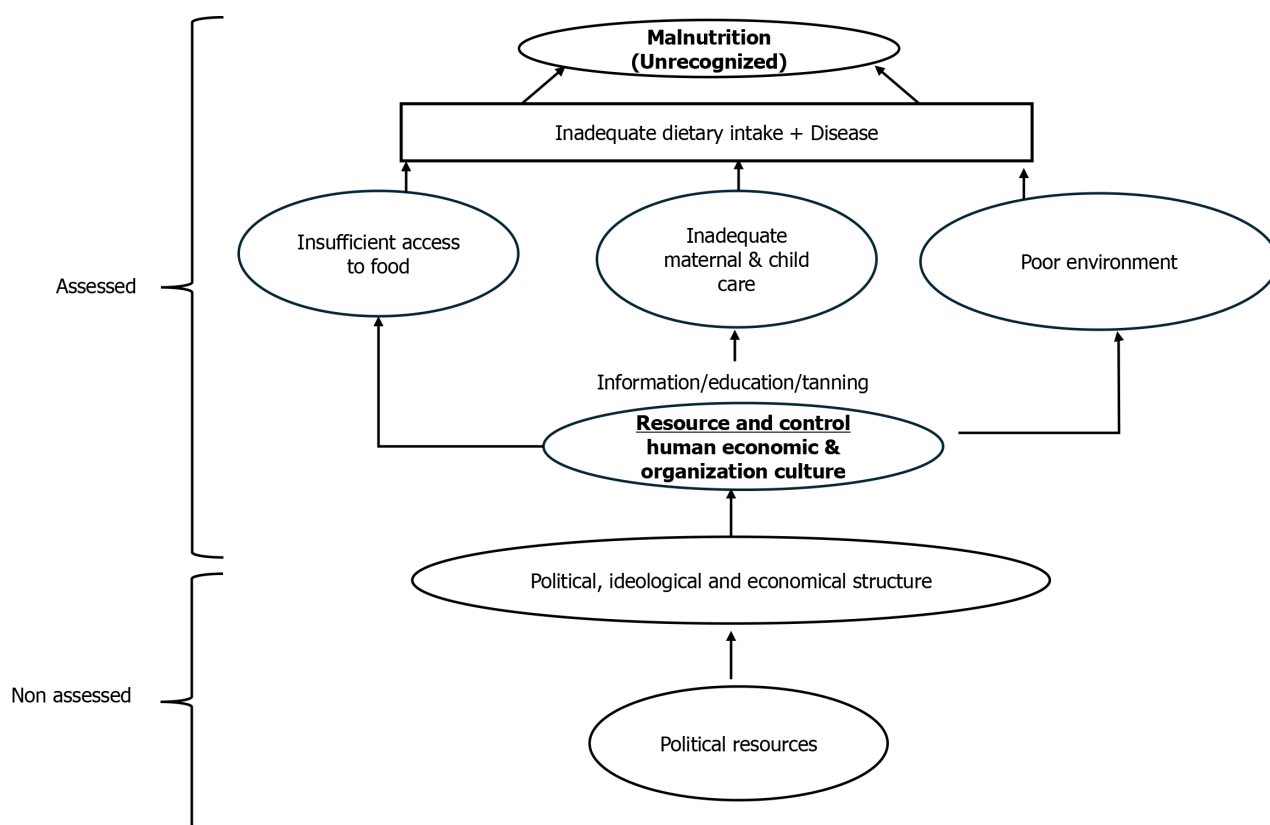 Malnutrition
(Unrecognized)
Inadequate dietary intake + Disease
Insufficient access
to food
Inadequate
maternal & child
care
Poor environment
Assessed
Information/education/tanning
Resource and control
human economic &
organization culture
Political, ideological and economical structure
Non assessed
Political resources